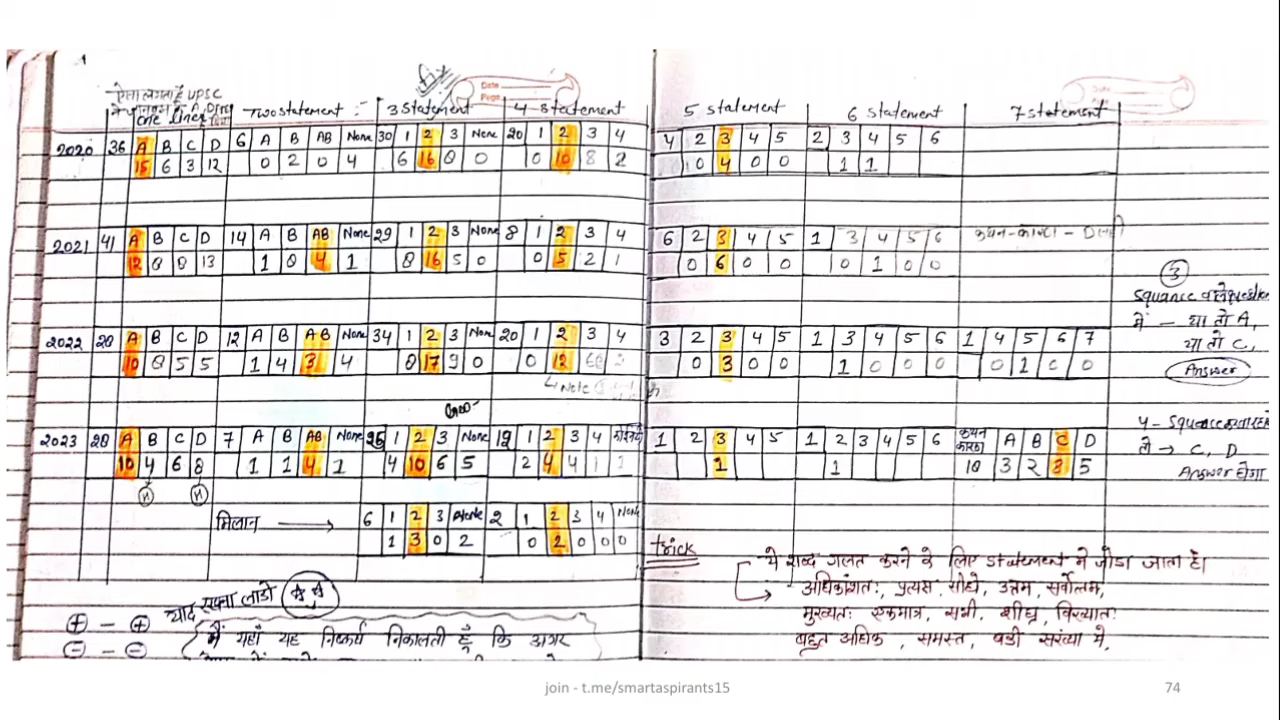 ऐसा लगता है UPSC
one liner
Date
Page
Two statement :-
3 Statement
4-Statement
5 statement
6 statement
7 statement
2020 36 A B C D 6 A B AB None 30 1 2 3 None 20 1 2 3 4 4 2 3 4 5 2 3 4 5 6
15 6 3 12 0 2 0 4 6 16 8 0 0 10 8 2 0 4 0 0 1 1
2021 41 A B C D 14 A B AB None 29 1 2 3 None 8 1 2 3 4 6 2 3 4 5 1 3 4 5 6 कथन-कारण -
12 8 8 13 1 8 4 1 8 16 5 0 0 5 2 1 0 6 0 0 0 1 0 0
③
Squance वाले question
में - या तो A,
2022 28 A B C D 12 A B AB None 34 1 2 3 None 20 1 2 3 4 3 2 3 4 5 1 3 4 5 6 1 4 5 6 7
या तो C,
10 8 5 5 1 4 3 4 8 17 9 0 0 12 0 3 0 0 1 0 0 0 0 1 0 0
Answer
2023 28 A B C D 7 A B AB None 1 2 3 None 1 2 3 4 1 2 3 4 5 1 2 3 4 5 6 कथन कारण A B C D
4 - Squance
तो → C, D
10 4 6 8 1 1 4 1 4 10 6 5 2 4 4 1 1 1 10 3 2 8 5
Answer होगा
मिलान → 6 1 2 3 None 2 1 2 3 4 None
1 3 0 2 0 2 0 0 0
Trick
ये शब्द गलत करने के लिए statement मे जोडा जाता है।
अधिकांशत:, प्रत्यक्ष, सीधे, उत्तम, सर्वोत्तम,
मुख्यत: एकमात्र, सभी, शीघ्र, विख्यात:
बहुत अधिक, समस्त, बडी संख्या मे,
याद रखना लाडो
⊕ - ⊕
⊖ - ⊖
मैं यहाँ यह निष्कर्ष निकालती हूँ कि अगर
join - t.me/smartaspirants15
74